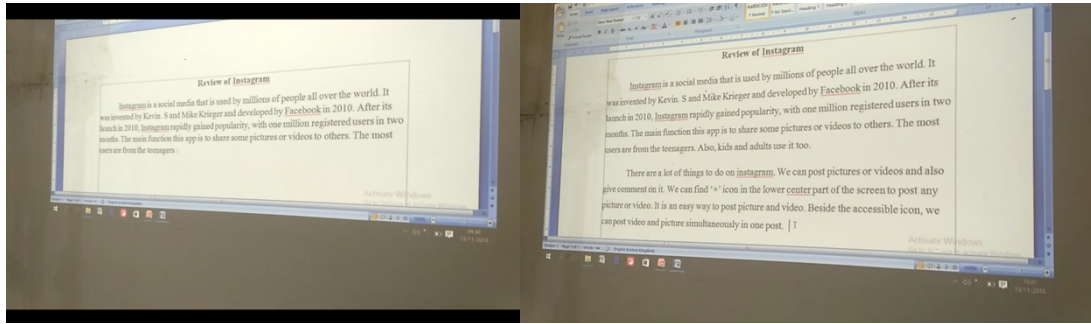 Review of Instagram
Instagram is a social media that is used by millions of people all over the world. It
was invented by Kevin. S and Mike Krieger and developed by Facebook in 2010. After its
launch in 2010, Instagram rapidly gained popularity, with one million registered users in two
months. The main function this app is to share some pictures or videos to others. The most
users are from the teenagers
Activate Windows
Review of Instagram
Instagram is a social media that is used by millions of people all over the world. It
was invented by Kevin. S and Mike Krieger and developed by Facebook in 2010. After its
launch in 2010, Instagram rapidly gained popularity, with one million registered users in two
months. The main function this app is to share some pictures or videos to others. The most
users are from the teenagers. Also, kids and adults use it too.
There are a lot of things to do on instagram. We can post pictures or videos and also
give comment on it. We can find '+' icon in the lower center part of the screen to post any
picture or video. It is an easy way to post picture and video. Beside the accessible icon, we
can post video and picture simultaneously in one post.
Activate Windows